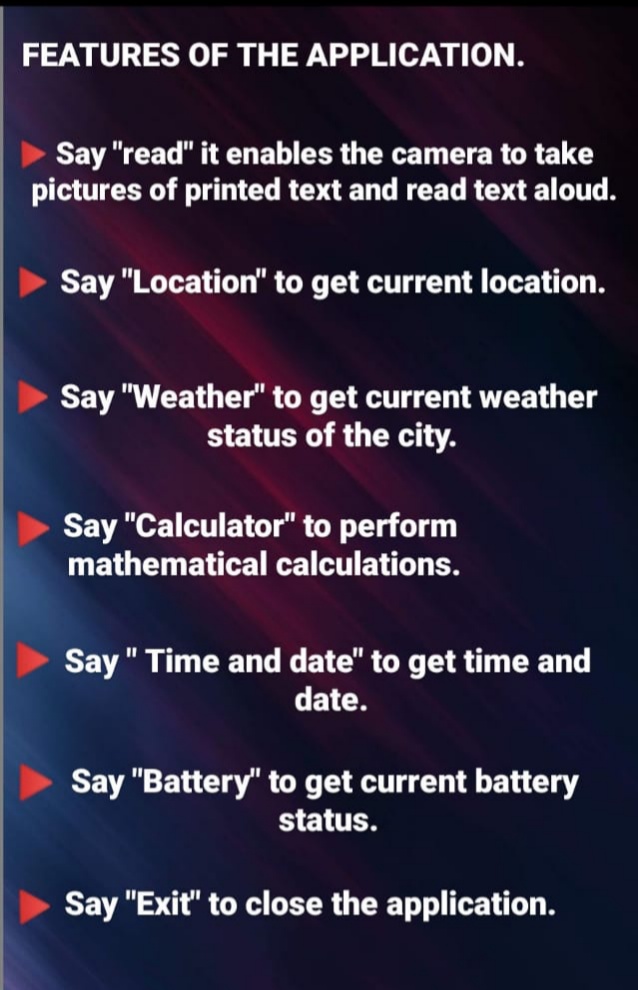 FEATURES OF THE APPLICATION.
Say "read" it enables the camera to take
pictures of printed text and read text aloud.
Say "Location" to get current location.
Say "Weather" to get current weather
status of the city.
Say "Calculator" to perform
mathematical calculations.
Say " Time and date" to get time and
date.
Say "Battery" to get current battery
status.
Say "Exit" to close the application.